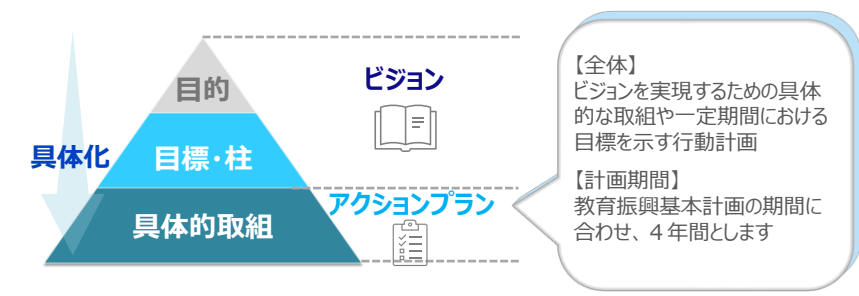 目的
目標・柱
具体的取組
具体化
ビジョン
アクションプラン
【全体】
ビジョンを実現するための具体
的な取組や一定期間における
目標を示す行動計画
【計画期間】
教育振興基本計画の期間に
合わせ、４年間とします